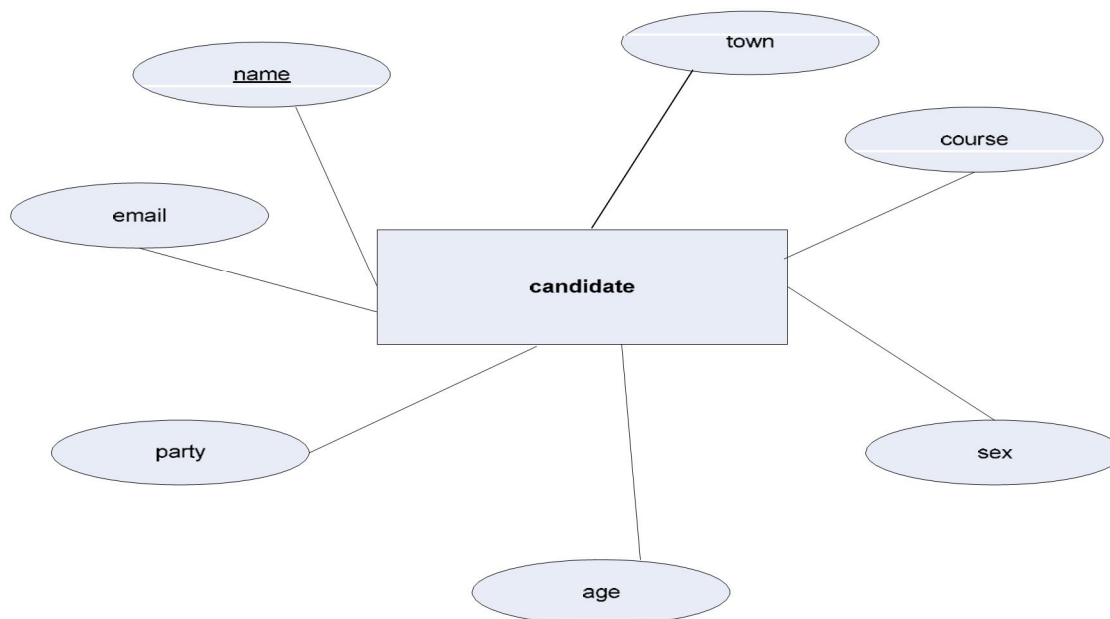 town
name
course
email
candidate
party
sex
age